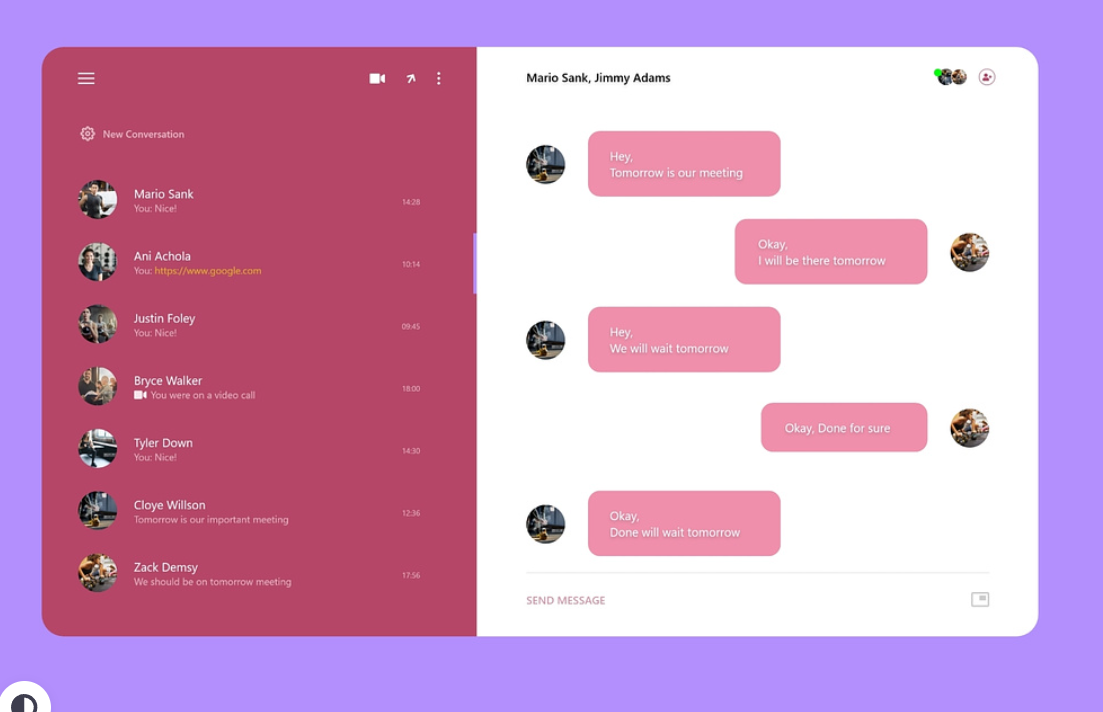 New Conversation
Mario Sank
You: Nice!
14:28
Ani Achola
You: https://www.google.com
10:14
Justin Foley
You: Nice!
09:45
Bryce Walker
You were on a video call
18:00
Tyler Down
You: Nice!
14:30
Cloye Willson
Tomorrow is our important meeting
12:36
Zack Demsy
We should be on tomorrow meeting
17:56
Mario Sank, Jimmy Adams
Hey,
Tomorrow is our meeting
Okay,
I will be there tomorrow
Hey,
We will wait tomorrow
Okay, Done for sure
Okay,
Done will wait tomorrow
SEND MESSAGE